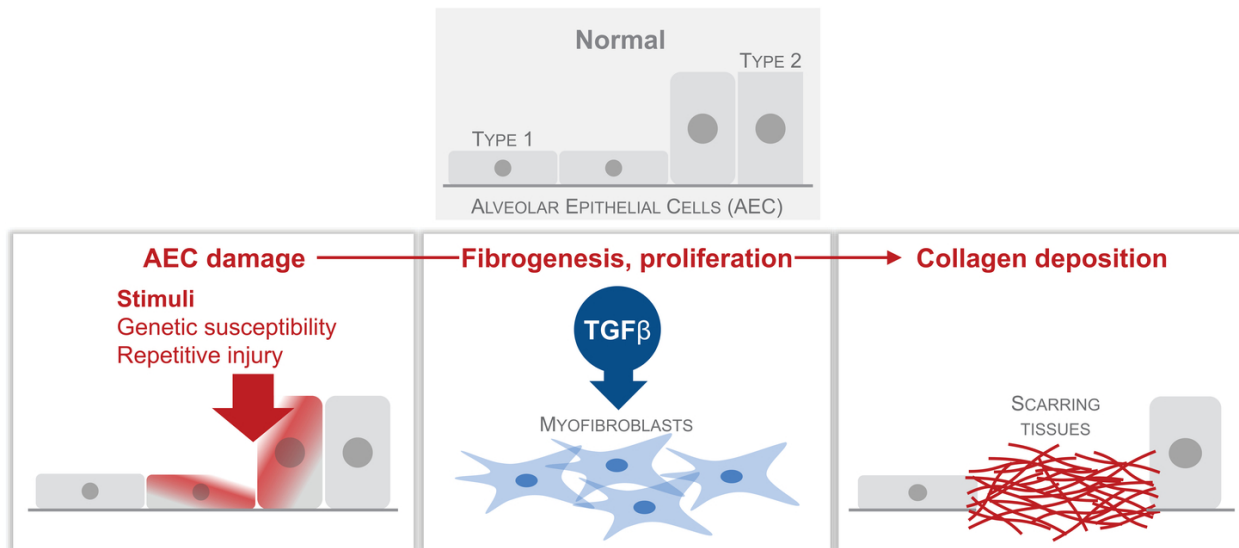 Normal
TYPE 2
TYPE 1
ALVEOLAR EPITHELIAL CELLS (AEC)
AEC damage
Stimuli
Genetic susceptibility
Repetitive injury
Fibrogenesis, proliferation
TGFβ
MYOFIBROBLASTS
Collagen deposition
SCARRING
TISSUES